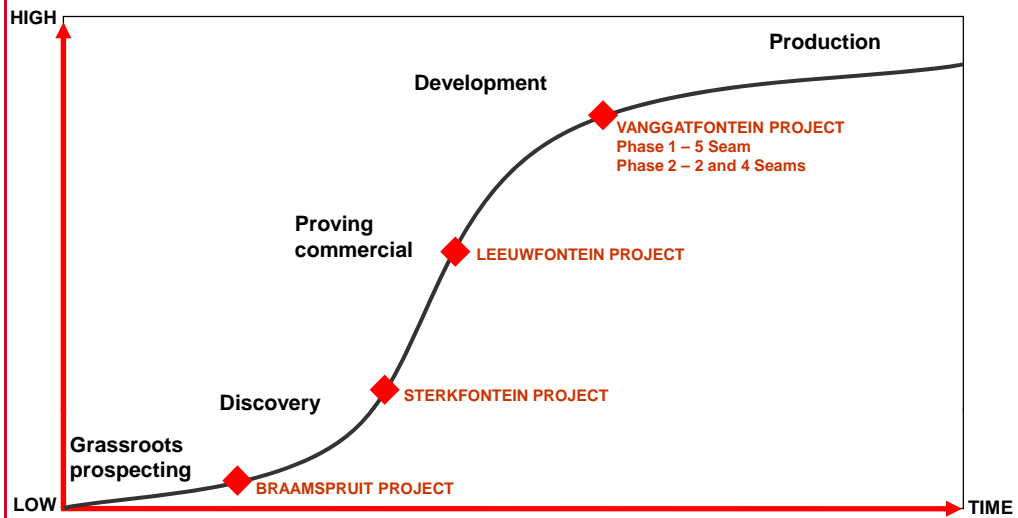 HIGH
Production
Development
VANGGATFONTEIN PROJECT
Phase 1 – 5 Seam
Phase 2 – 2 and 4 Seams
Proving
commercial
LEEUWFONTEIN PROJECT
Discovery
STERKFONTEIN PROJECT
Grassroots
prospecting
BRAAMSPRUIT PROJECT
LOW
TIME